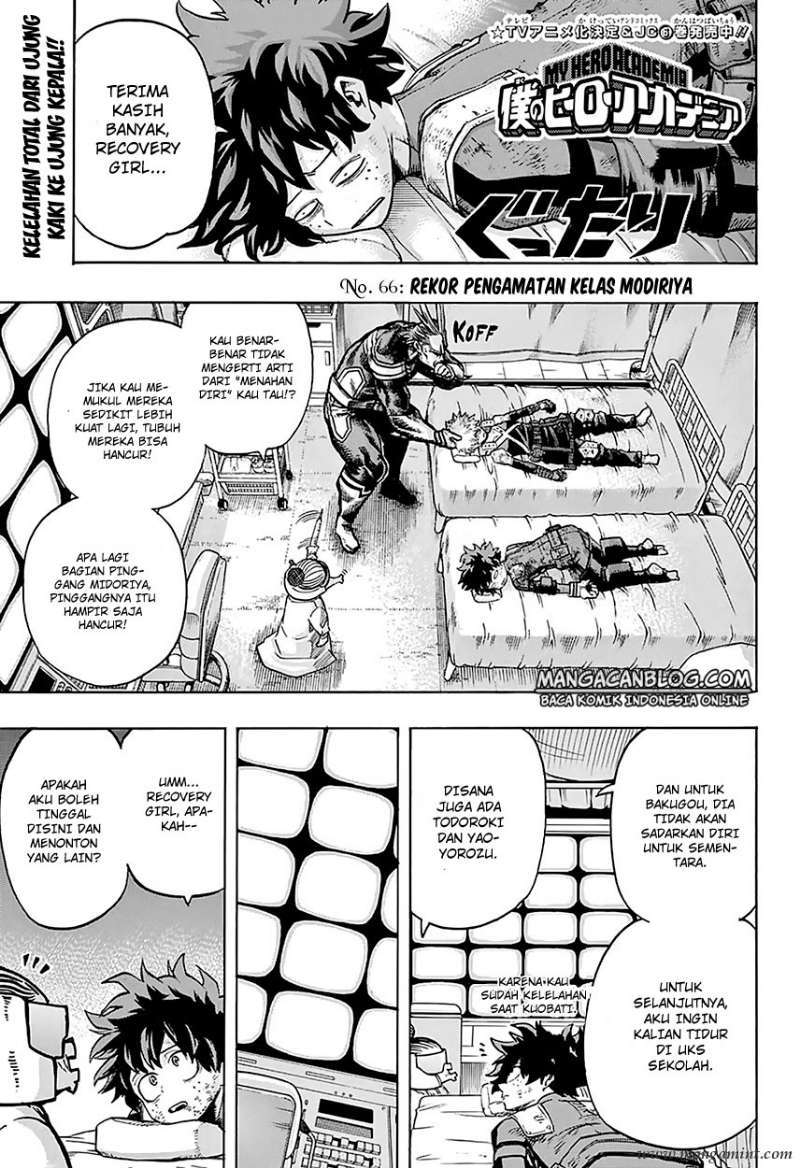 ★TVアニメ化決定&JC⑥巻発売中!!
MY HERO ACADEMIA
僕のヒーローアカデミア
KELELAHAN TOTAL DARI UJUNG
KAKI KE UJUNG KEPALA!!
TERIMA
KASIH
BANYAK,
RECOVERY
GIRL...
ぐったり
No. 66: REKOR PENGAMATAN KELAS MODIRIYA
KOFF
KAU BENAR-
BENAR TIDAK
MENGERTI ARTI
DARI "MENAHAN
DIRI" KAU TAU!?
JIKA KAU ME-
MUKUL MEREKA
SEDIKIT LEBIH
KUAT LAGI, TUBUH
MEREKA BISA
HANCUR!
APA LAGI
BAGIAN PING-
GANG MIDORIYA,
PINGGANGNYA ITU
HAMPIR SAJA
HANCUR!
MANGACANBLOG.COM
BACA KOMIK INDONESIA ONLINE
DAN UNTUK
BAKUGOU, DIA
TIDAK AKAN
SADARKAN DIRI
UNTUK SEMEN-
TARA.
DISANA
JUGA ADA
TODOROKI
DAN YAO-
YOROZU.
UNTUK
SELANJUTNYA,
AKU INGIN
KALIAN TIDUR
DI UKS
SEKOLAH.
KARENA KAU
SUDAH KELELAHAN
SAAT KUOBATI.
UMM...
RECOVERY
GIRL, APA-
KAH--
APAKAH
AKU BOLEH
TINGGAL
DISINI DAN
MENONTON
YANG LAIN?
www.mangamint.com